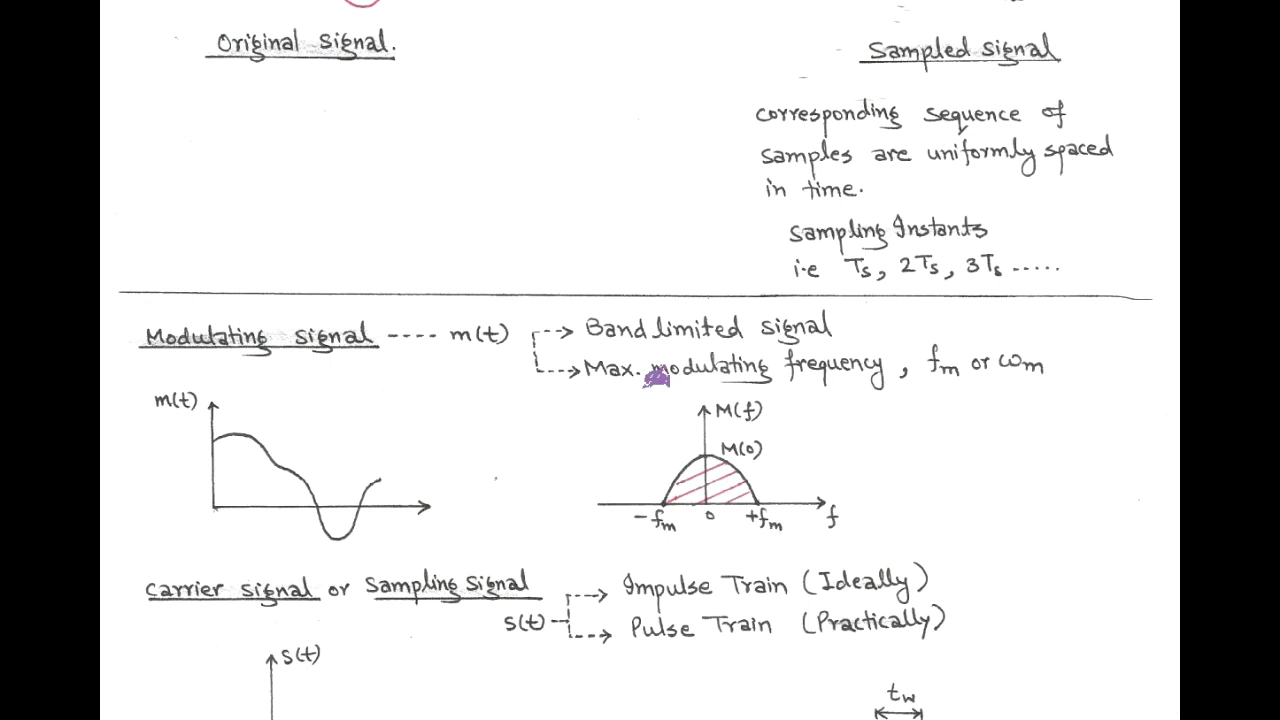 Original Signal.
Sampled Signal
corresponding sequence of
samples are uniformly spaced
in time.
Sampling Instants
i.e Ts, 2Ts, 3Ts .....
Modulating Signal ---- m(t) --> Band limited signal
---> Max. modulating frequency, fm or ωm
m(t)
M(f)
M(0)
-fm 0 +fm f
Carrier Signal or Sampling Signal
s(t) --> Impulse Train (Ideally)
--> Pulse Train (Practically)
s(t)
tw